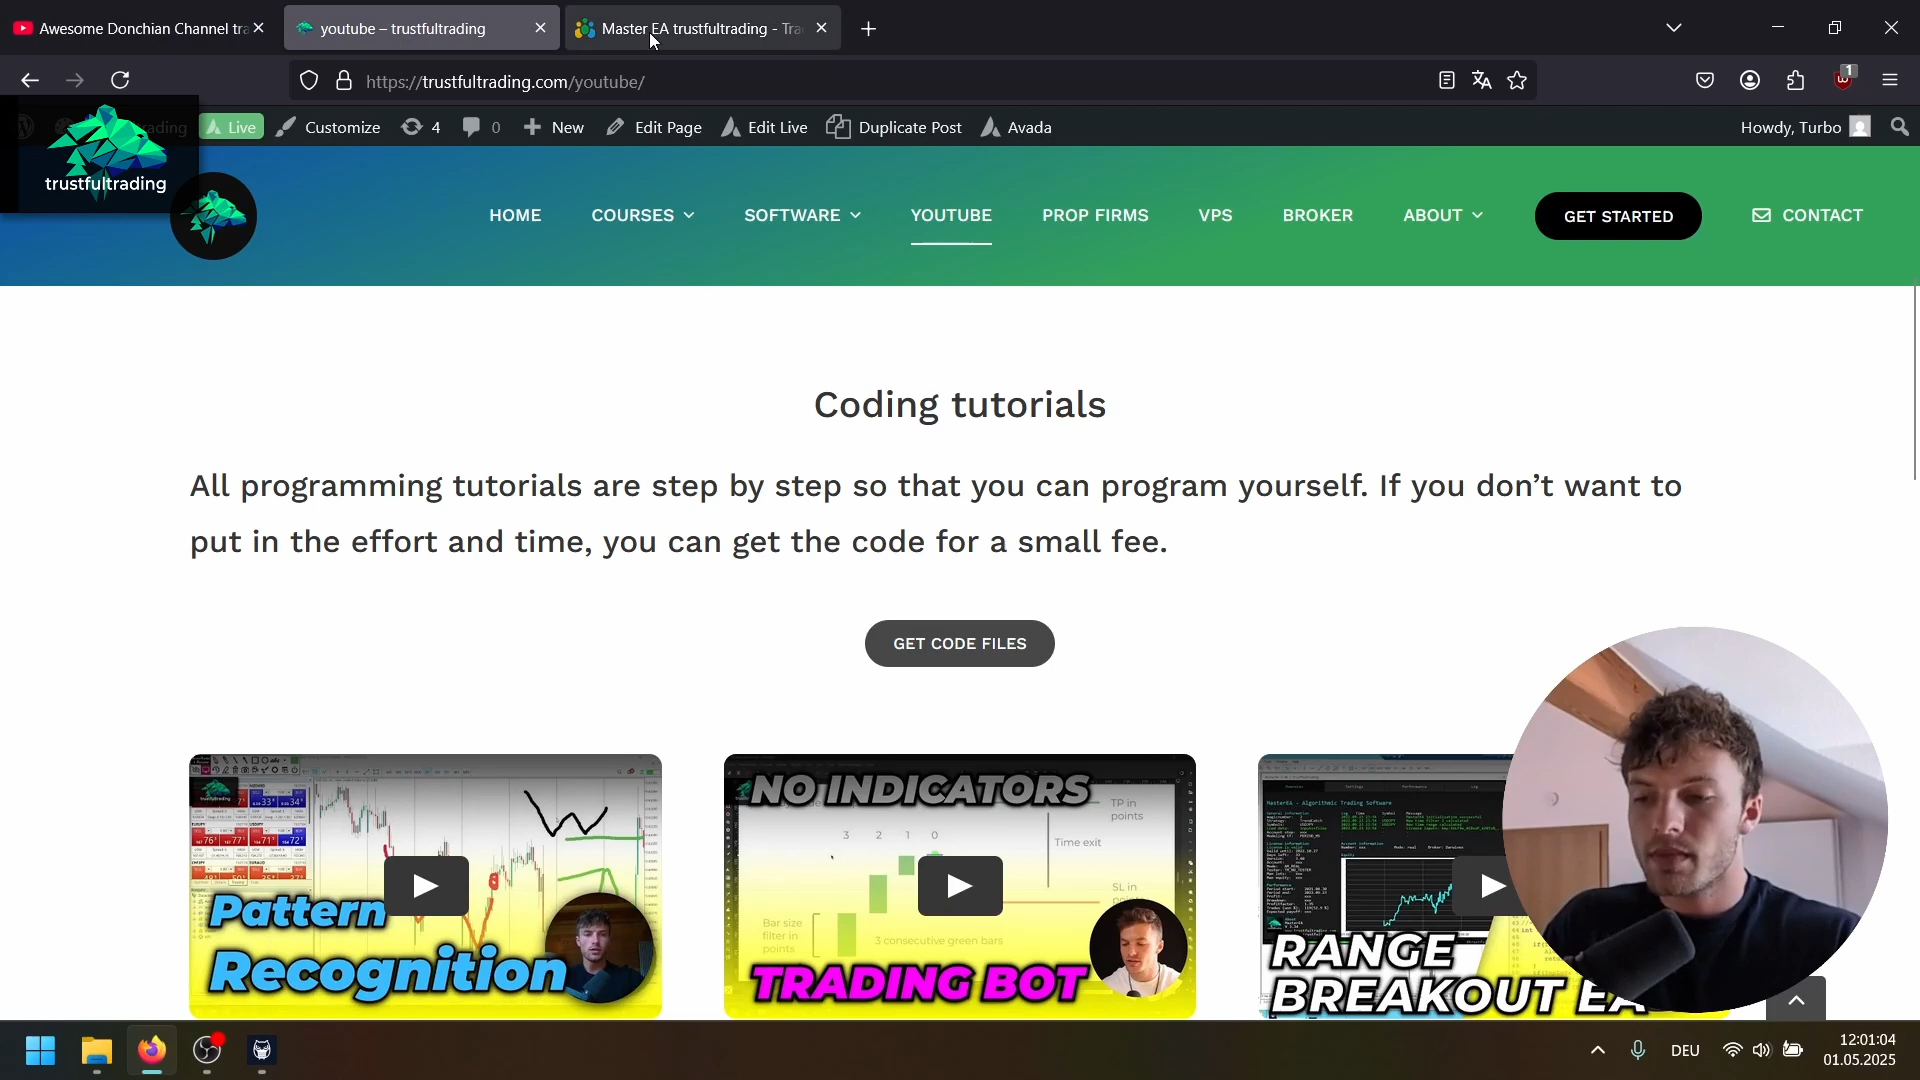 Awesome Donchian Channel tra
youtube – trustfultrading
Master EA trustfultrading - Tra
https://trustfultrading.com/youtube/
1
Live
Customize
4
0
New
Edit Page
Edit Live
Duplicate Post
Avada
Howdy, Turbo
trustfultrading
HOME
COURSES
SOFTWARE
YOUTUBE
PROP FIRMS
VPS
BROKER
ABOUT
GET STARTED
CONTACT
Coding tutorials
All programming tutorials are step by step so that you can program yourself. If you don’t want to
put in the effort and time, you can get the code for a small fee.
GET CODE FILES
Pattern
Recognition
NO INDICATORS
TP in
points
3 2 1 0
Time exit
SL in
Bar size
filter in
points
3 consecutive green bars
TRADING BOT
MasterEA - Algorithmic Trading Software
RANGE
BREAKOUT EA
DEU
12:01:04
01.05.2025